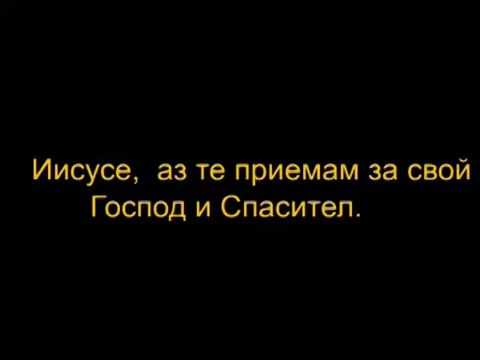 Иисусе, аз те приемам за свой
Господ и Спасител.